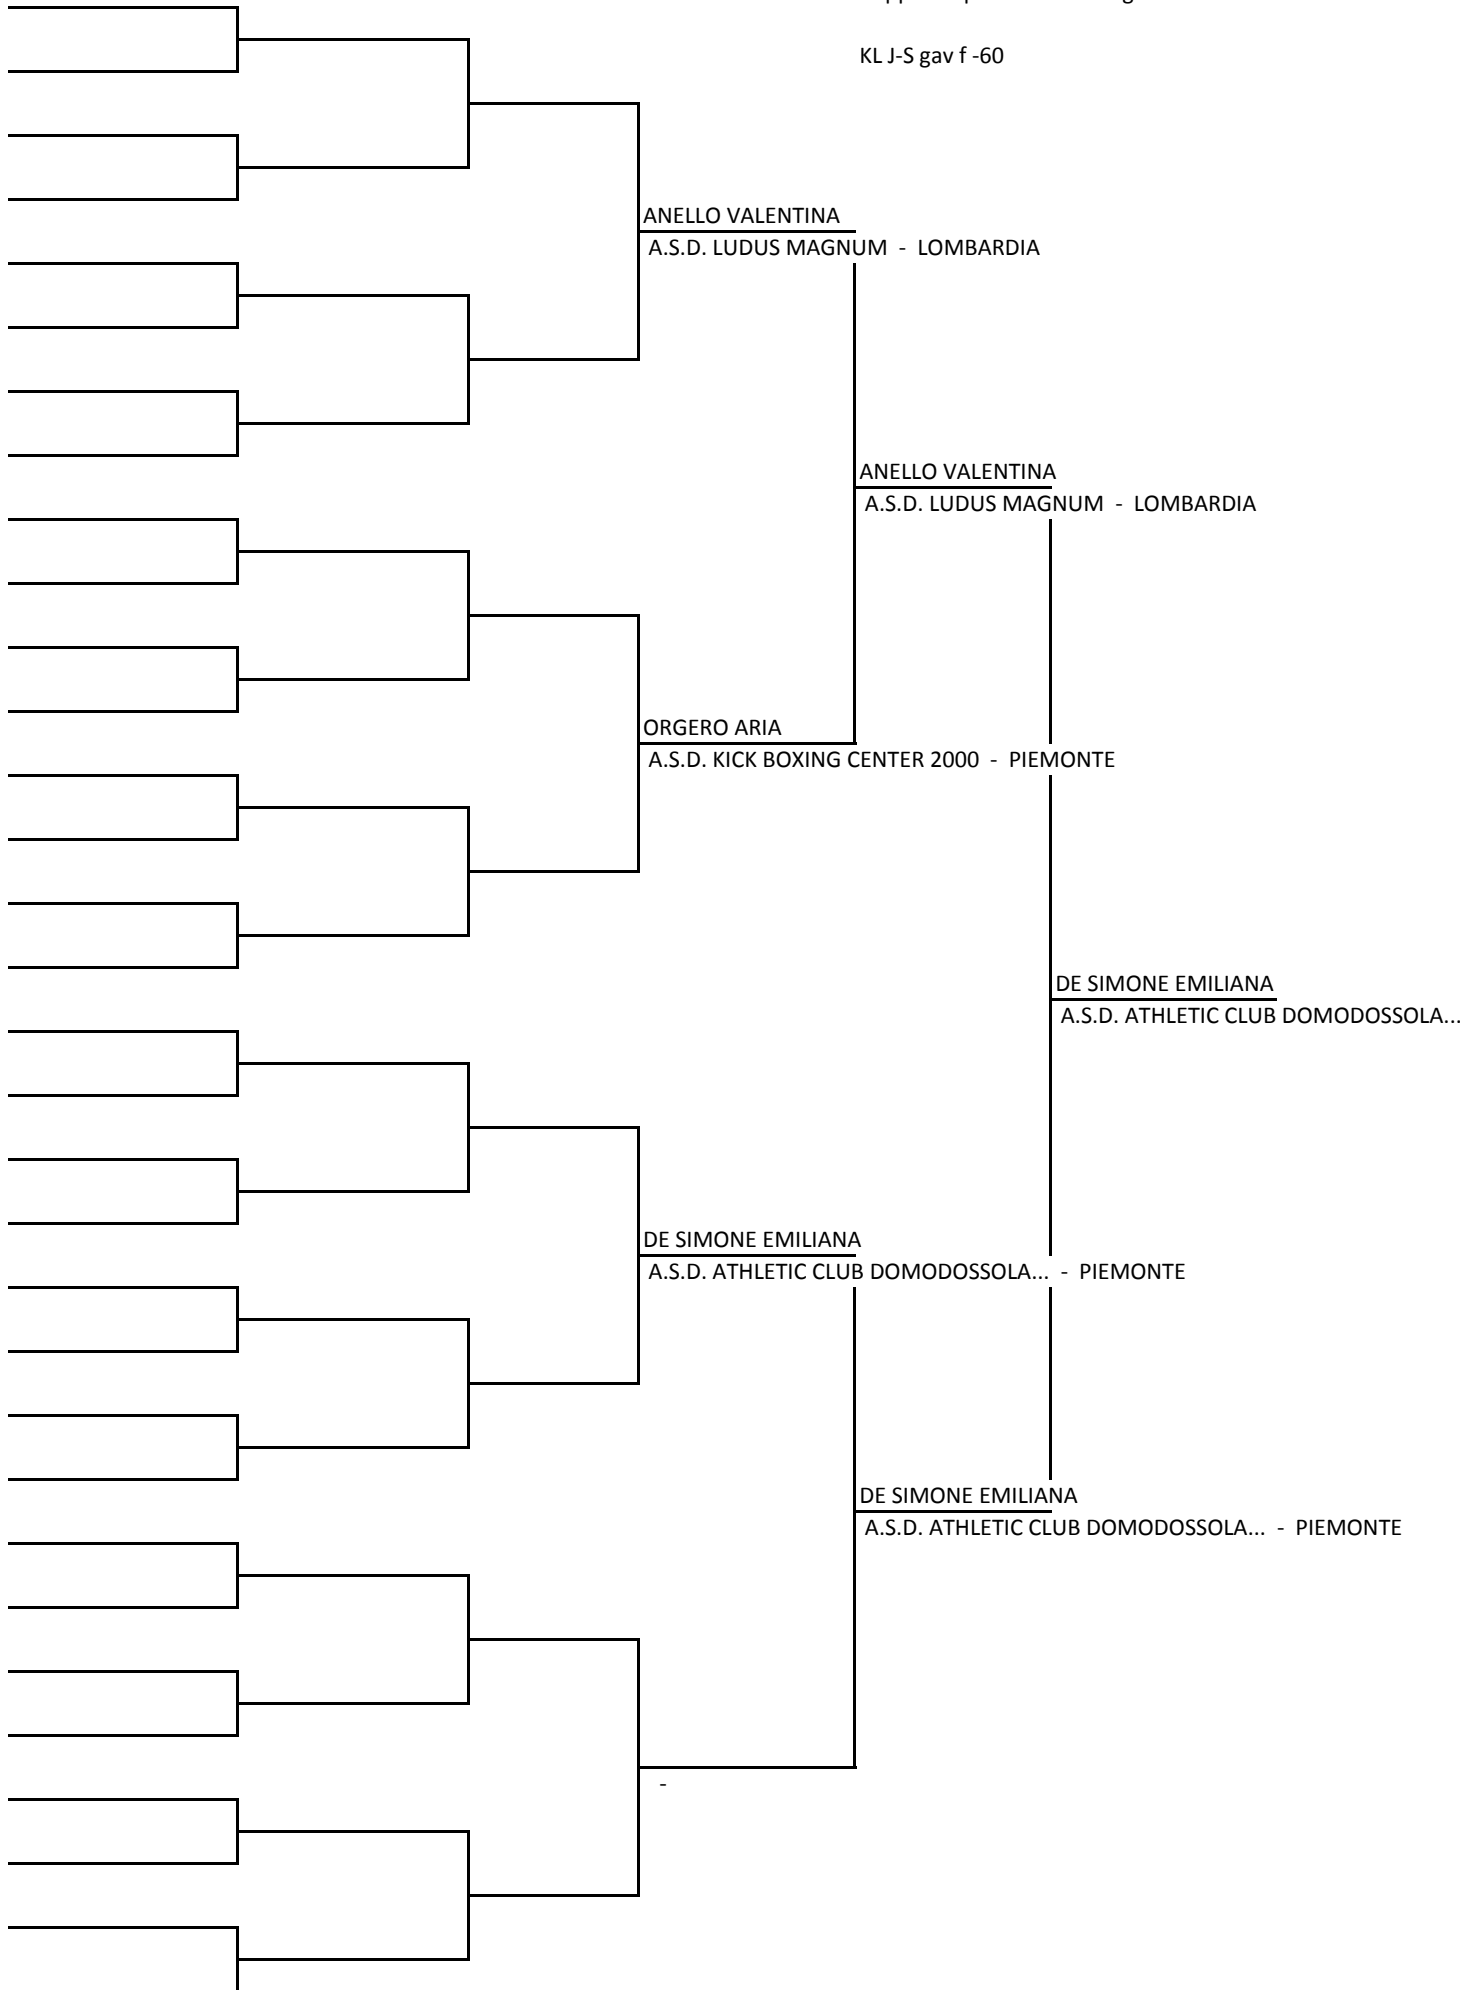 KL J-S gav f -60
ANELLO VALENTINA
A.S.D. LUDUS MAGNUM - LOMBARDIA
ANELLO VALENTINA
A.S.D. LUDUS MAGNUM - LOMBARDIA
ORGERO ARIA
A.S.D. KICK BOXING CENTER 2000 - PIEMONTE
DE SIMONE EMILIANA
A.S.D. ATHLETIC CLUB DOMODOSSOLA...
DE SIMONE EMILIANA
A.S.D. ATHLETIC CLUB DOMODOSSOLA... - PIEMONTE
DE SIMONE EMILIANA
A.S.D. ATHLETIC CLUB DOMODOSSOLA... - PIEMONTE
-